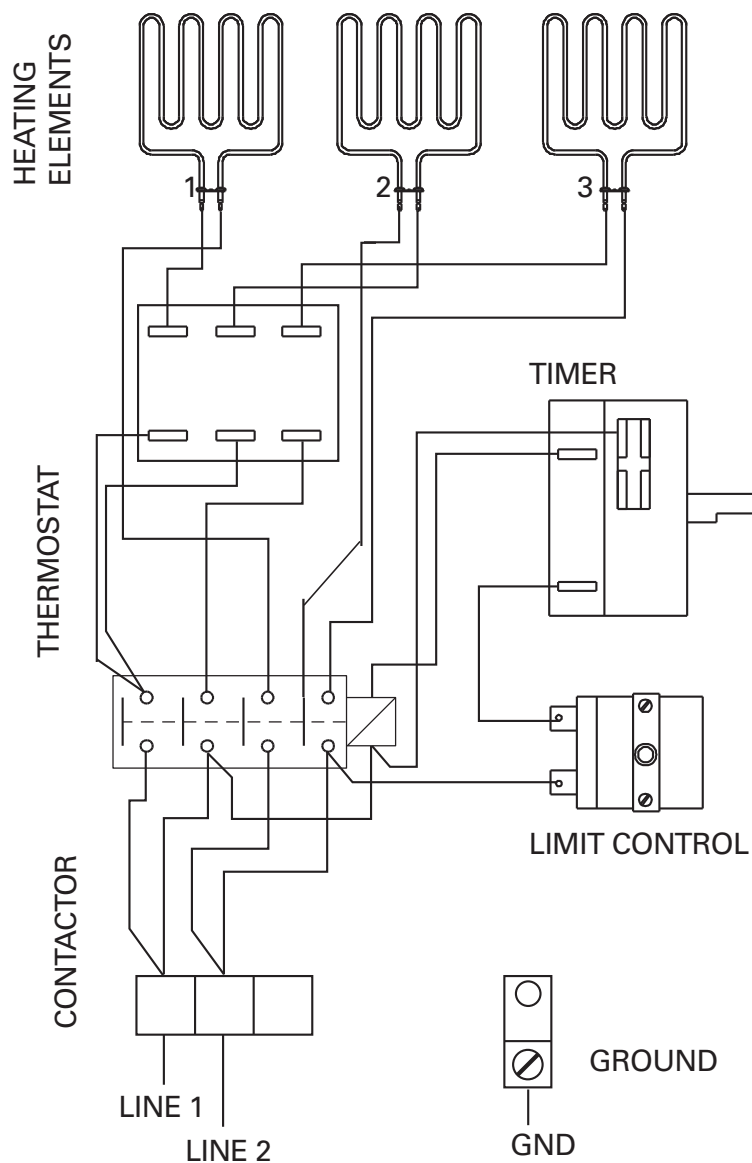 HEATING
ELEMENTS
1
2
3
TIMER
THERMOSTAT
LIMIT CONTROL
CONTACTOR
GROUND
LINE 1
LINE 2
GND